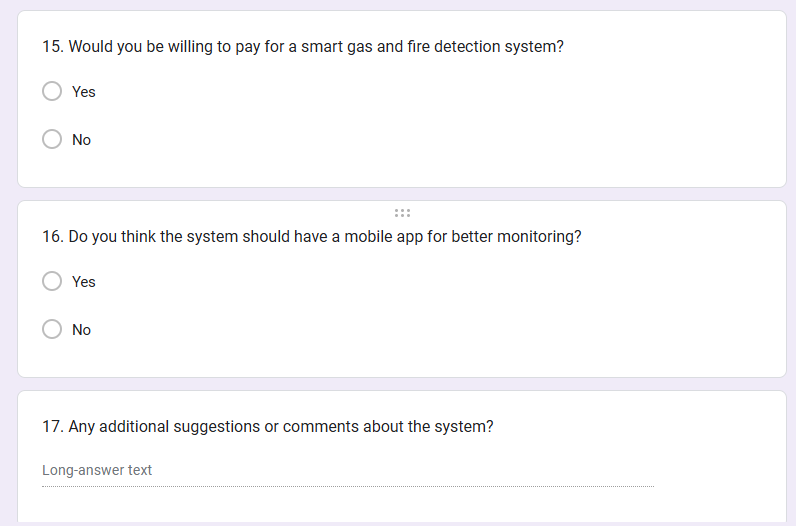 15. Would you be willing to pay for a smart gas and fire detection system?
Yes
No
16. Do you think the system should have a mobile app for better monitoring?
Yes
No
17. Any additional suggestions or comments about the system?
Long-answer text